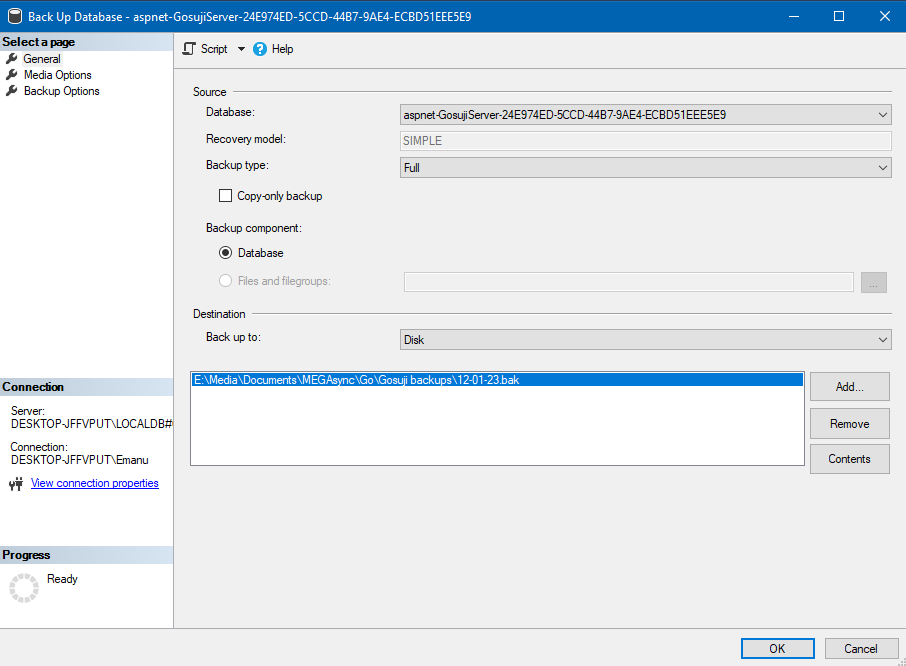 Back Up Database - aspnet-GosujiServer-24E974ED-5CCD-44B7-9AE4-ECBD51EEE5E9
Select a page
General
Media Options
Backup Options
Script
Help
Source
Database:
aspnet-GosujiServer-24E974ED-5CCD-44B7-9AE4-ECBD51EEE5E9
Recovery model:
SIMPLE
Backup type:
Full
Copy-only backup
Backup component:
Database
Files and filegroups:
...
Destination
Back up to:
Disk
E:\Media\Documents\MEGAsync\Go\Gosuji backups\12-01-23.bak
Add...
Remove
Contents
Connection
Server:
DESKTOP-JFFVPUT\LOCALDB#
Connection:
DESKTOP-JFFVPUT\Emanu
View connection properties
Progress
Ready
OK
Cancel